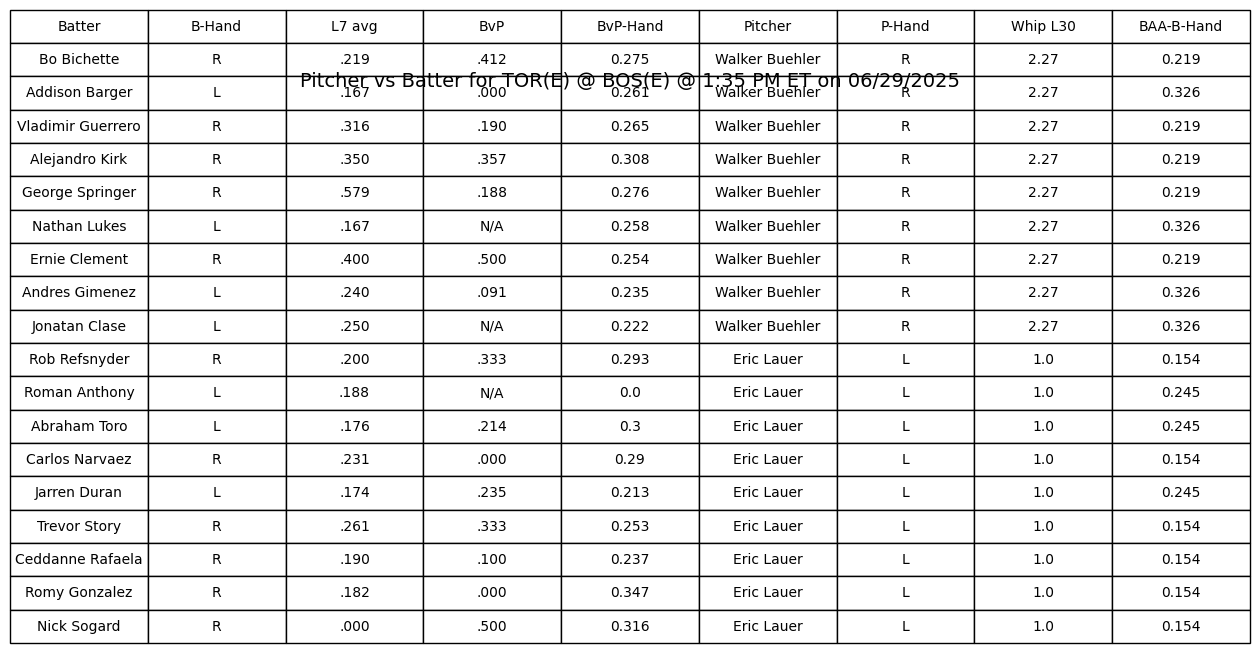 Batter B-Hand L7 avg BvP BvP-Hand Pitcher P-Hand Whip L30 BAA-B-Hand
Bo Bichette R .219 .412 0.275 Walker Buehler R 2.27 0.219
Pitcher vs Batter for TOR(E) @ BOS(E) @ 1:35 PM ET on 06/29/2025
Addison Barger L .167 .000 0.261 Walker Buehler R 2.27 0.326
Vladimir Guerrero R .316 .190 0.265 Walker Buehler R 2.27 0.219
Alejandro Kirk R .350 .357 0.308 Walker Buehler R 2.27 0.219
George Springer R .579 .188 0.276 Walker Buehler R 2.27 0.219
Nathan Lukes L .167 N/A 0.258 Walker Buehler R 2.27 0.326
Ernie Clement R .400 .500 0.254 Walker Buehler R 2.27 0.219
Andres Gimenez L .240 .091 0.235 Walker Buehler R 2.27 0.326
Jonatan Clase L .250 N/A 0.222 Walker Buehler R 2.27 0.326
Rob Refsnyder R .200 .333 0.293 Eric Lauer L 1.0 0.154
Roman Anthony L .188 N/A 0.0 Eric Lauer L 1.0 0.245
Abraham Toro L .176 .214 0.3 Eric Lauer L 1.0 0.245
Carlos Narvaez R .231 .000 0.29 Eric Lauer L 1.0 0.154
Jarren Duran L .174 .235 0.213 Eric Lauer L 1.0 0.245
Trevor Story R .261 .333 0.253 Eric Lauer L 1.0 0.154
Ceddanne Rafaela R .190 .100 0.237 Eric Lauer L 1.0 0.154
Romy Gonzalez R .182 .000 0.347 Eric Lauer L 1.0 0.154
Nick Sogard R .000 .500 0.316 Eric Lauer L 1.0 0.154